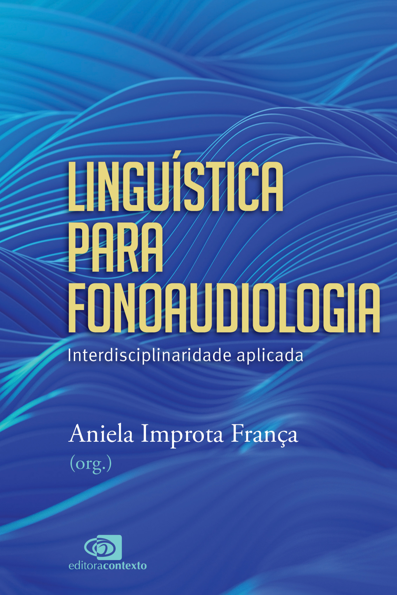 LINGUÍSTICA
PARA
FONOAUDIOLOGIA
Interdisciplinaridade aplicada
Aniela Improta França
(org.)
editoracontexto